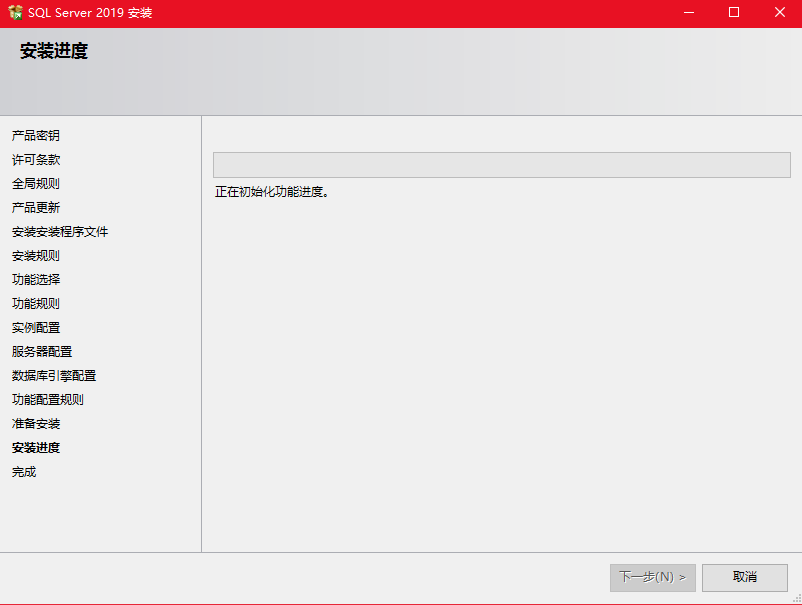 SQL Server 2019 安装
安装进度
产品密钥
许可条款
全局规则
产品更新
安装安装程序文件
安装规则
功能选择
功能规则
实例配置
服务器配置
数据库引擎配置
功能配置规则
准备安装
安装进度
完成
正在初始化功能进度。
下一步(N) >
取消